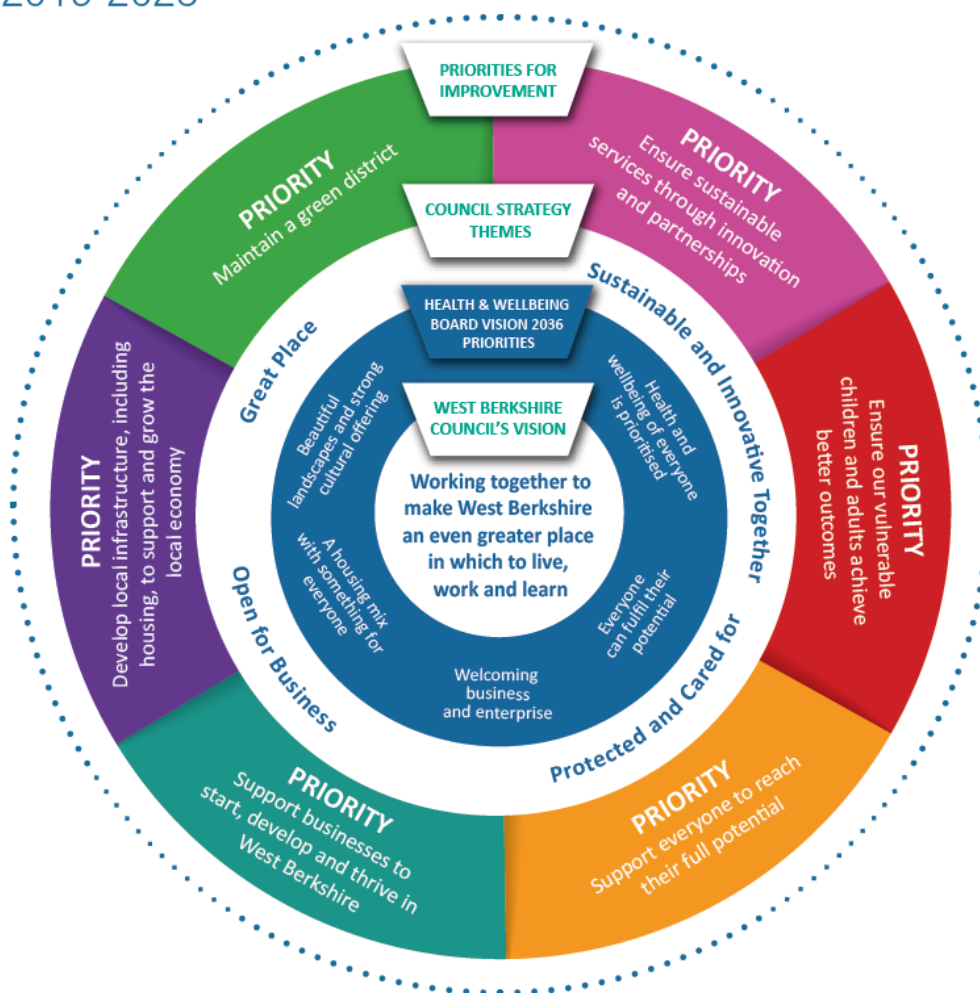 PRIORITIES FOR
IMPROVEMENT
PRIORITY
Maintain a green district
PRIORITY
Ensure sustainable
services through innovation
and partnerships
PRIORITY
Ensure our vulnerable
children and adults achieve
better outcomes
PRIORITY
Support everyone to reach
their full potential
PRIORITY
Support businesses to
start, develop and thrive in
West Berkshire
PRIORITY
Develop local infrastructure, including
housing, to support and grow the
local economy
COUNCIL STRATEGY
THEMES
Great Place
Sustainable and Innovative Together
Protected and Cared for
Open for Business
HEALTH & WELLBEING
BOARD VISION 2036
PRIORITIES
Beautiful
landscapes and strong
cultural offering
Health and
wellbeing of everyone
is prioritised
Everyone
can fulfil their
potential
Welcoming
business
and enterprise
A housing mix
with something for
everyone
WEST BERKSHIRE
COUNCIL'S VISION
Working together to
make West Berkshire
an even greater place
in which to live,
work and learn